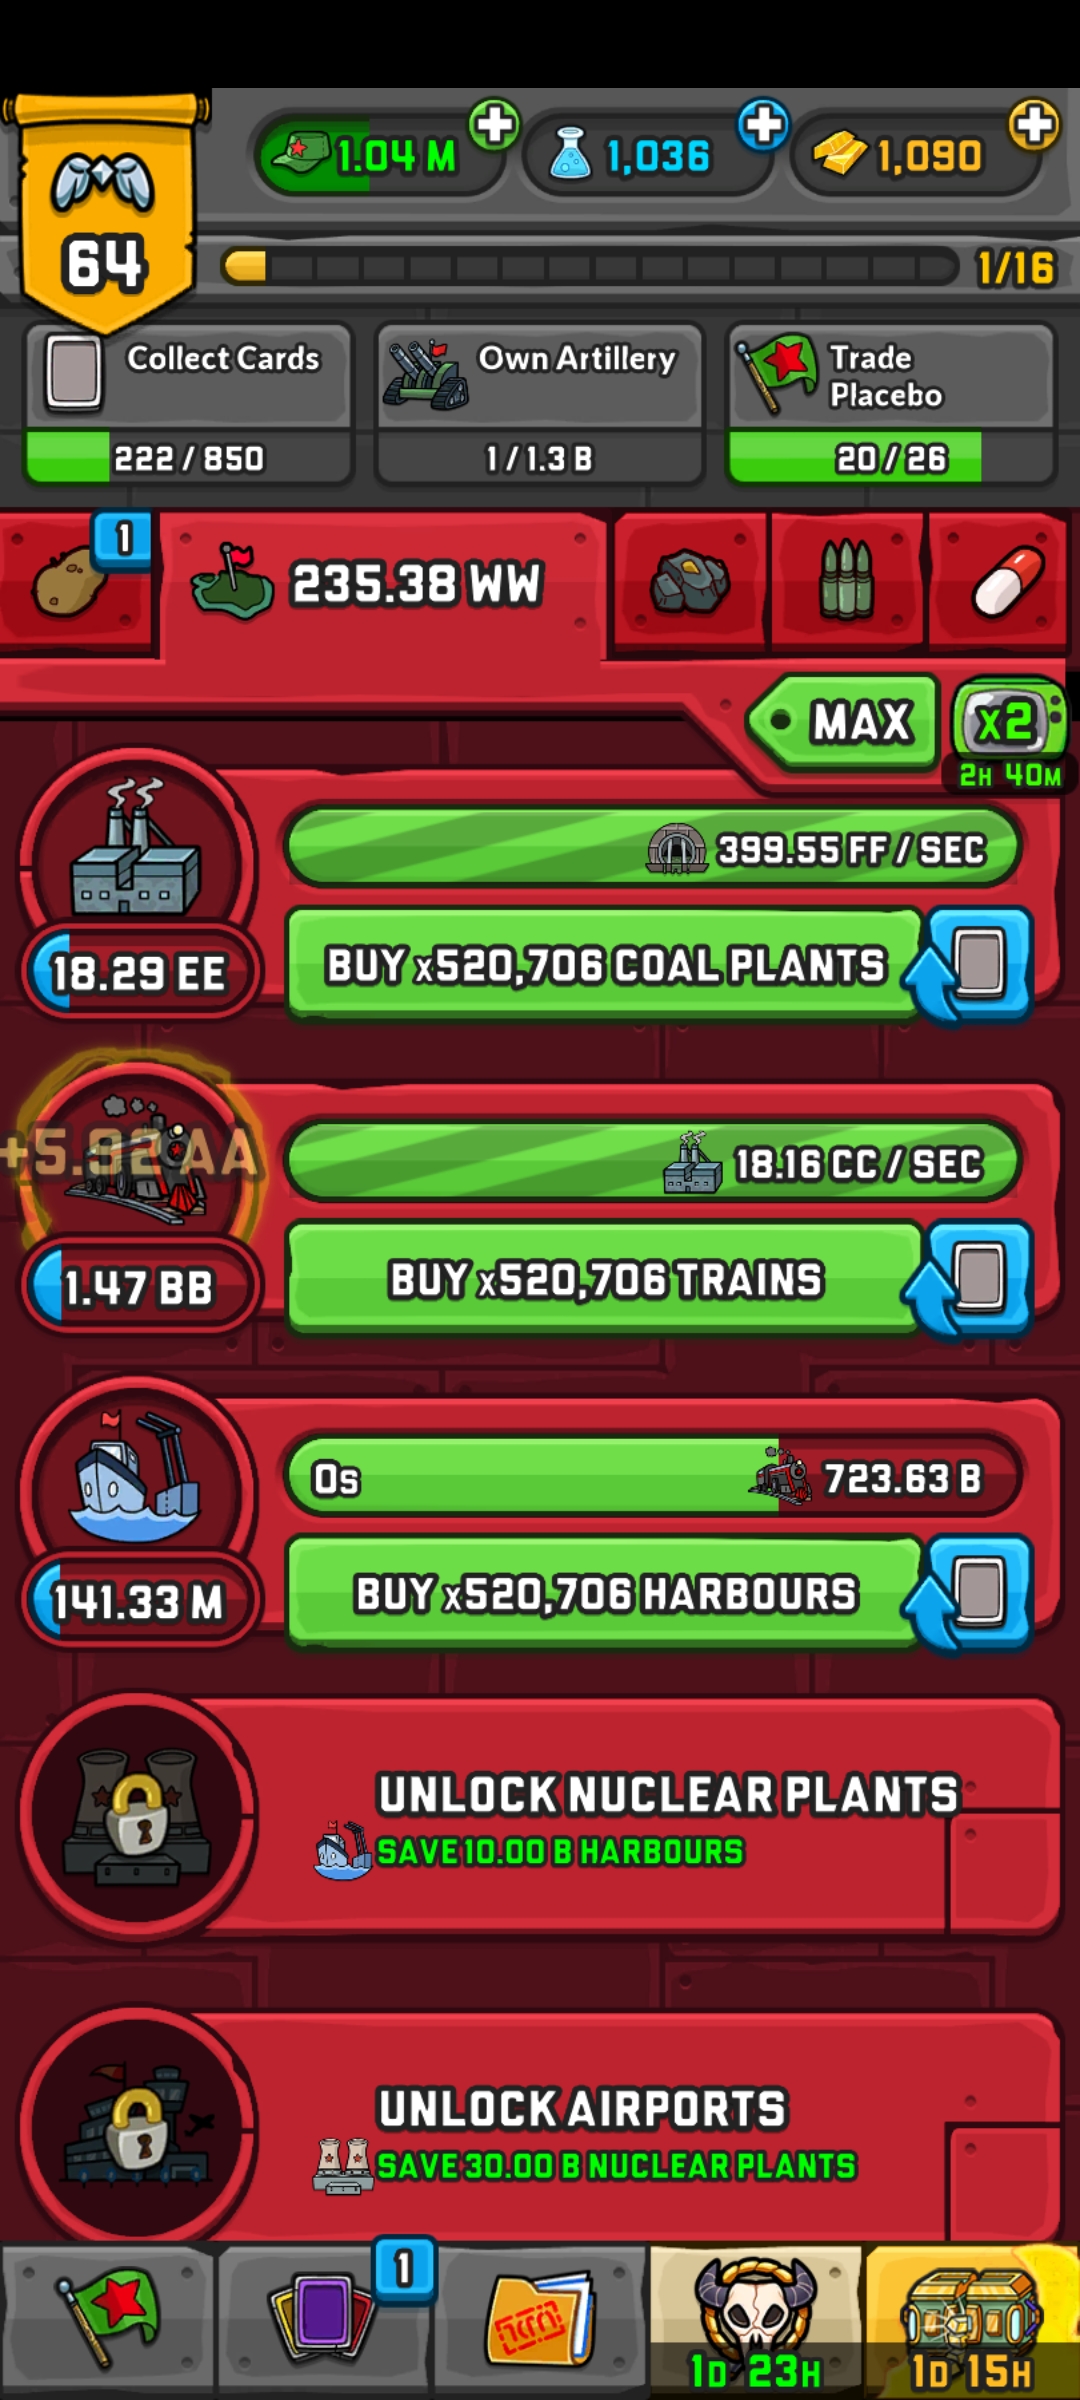 1.04 M
1,036
1,090
64
1/16
Collect Cards
222 / 850
Own Artillery
1 / 1.3 B
Trade
Placebo
20 / 26
1
235.38 WW
MAX
x2
2H 40M
399.55 FF / SEC
18.29 EE
BUY x520,706 COAL PLANTS
+5.92 AA
18.16 CC / SEC
1.47 BB
BUY x520,706 TRAINS
0s
723.63 B
141.33 M
BUY x520,706 HARBOURS
UNLOCK NUCLEAR PLANTS
SAVE 10.00 B HARBOURS
UNLOCK AIRPORTS
SAVE 30.00 B NUCLEAR PLANTS
1
1D 23H
1D 15H